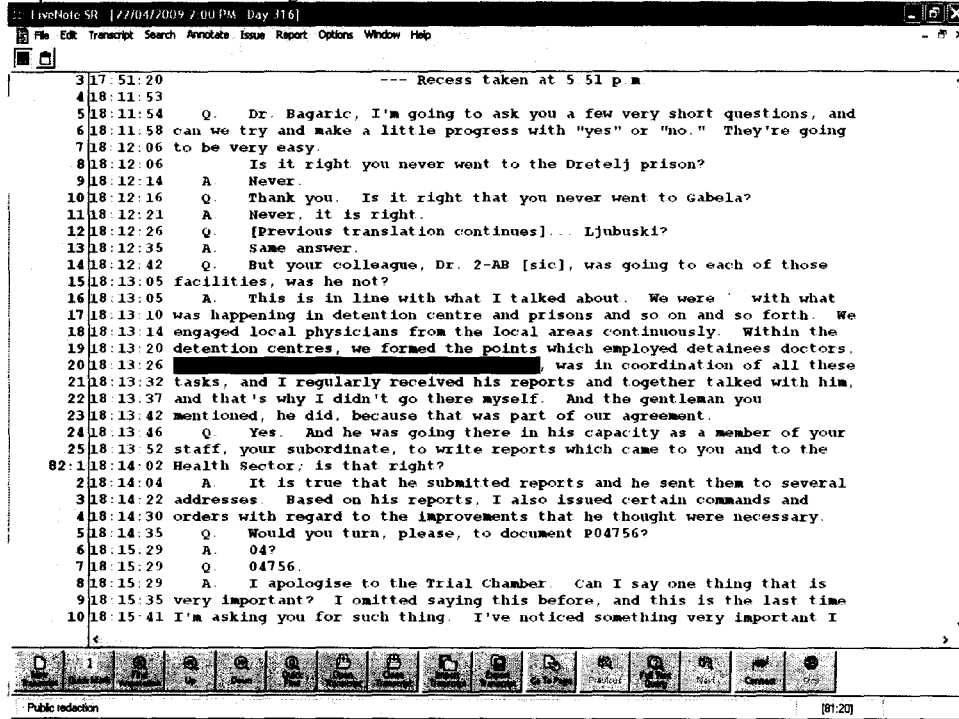 LiveNote SR [22/04/2009 2:00 PM Day 316]
File Edit Transcript Search Annotate Issue Report Options Window Help
3 17:51:20 --- Recess taken at 5.51 p.m.
4 18:11:53
5 18:11:54 Q. Dr. Bagaric, I'm going to ask you a few very short questions, and
6 18:11:58 can we try and make a little progress with "yes" or "no." They're going
7 18:12:06 to be very easy.
8 18:12:06 Is it right you never went to the Dretelj prison?
9 18:12:14 A. Never.
10 18:12:16 Q. Thank you. Is it right that you never went to Gabela?
11 18:12:21 A. Never, it is right.
12 18:12:26 Q. [Previous translation continues]... Ljubuski?
13 18:12:35 A. Same answer.
14 18:12:42 Q. But your colleague, Dr. 2-AB [sic], was going to each of those
15 18:13:05 facilities, was he not?
16 18:13:05 A. This is in line with what I talked about. We were ` with what
17 18:13:10 was happening in detention centre and prisons and so on and so forth. We
18 18:13:14 engaged local physicians from the local areas continuously. Within the
19 18:13:20 detention centres, we formed the points which employed detainees doctors,
20 18:13:26 , was in coordination of all these
21 18:13:32 tasks, and I regularly received his reports and together talked with him,
22 18:13:37 and that's why I didn't go there myself. And the gentleman you
23 18:13:42 mentioned, he did, because that was part of our agreement.
24 18:13:46 Q. Yes. And he was going there in his capacity as a member of your
25 18:13:52 staff, your subordinate, to write reports which came to you and to the
82:1 18:14:02 Health Sector; is that right?
2 18:14:04 A. It is true that he submitted reports and he sent them to several
3 18:14:22 addresses. Based on his reports, I also issued certain commands and
4 18:14:30 orders with regard to the improvements that he thought were necessary.
5 18:14:35 Q. Would you turn, please, to document P04756?
6 18:15:29 A. 04?
7 18:15:29 Q. 04756.
8 18:15:29 A. I apologise to the Trial Chamber. Can I say one thing that is
9 18:15:35 very important? I omitted saying this before, and this is the last time
10 18:15:41 I'm asking you for such thing. I've noticed something very important I
Up Down Go To Page Previous Full Text Query Next Connect
Public redaction [81:20]